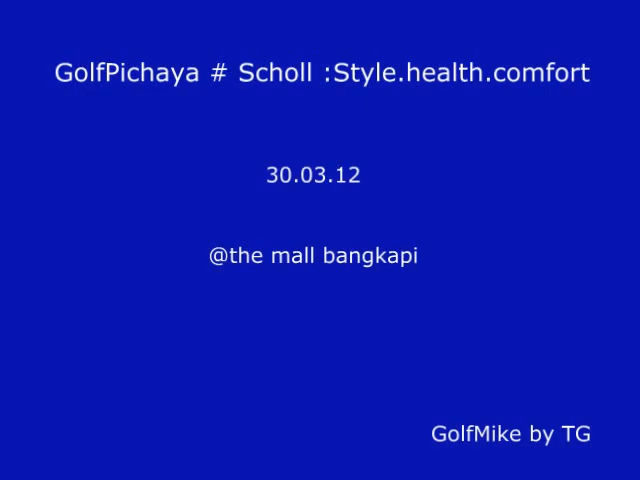 GolfPichaya # Scholl :Style.health.comfort
30.03.12
@the mall bangkapi
GolfMike by TG